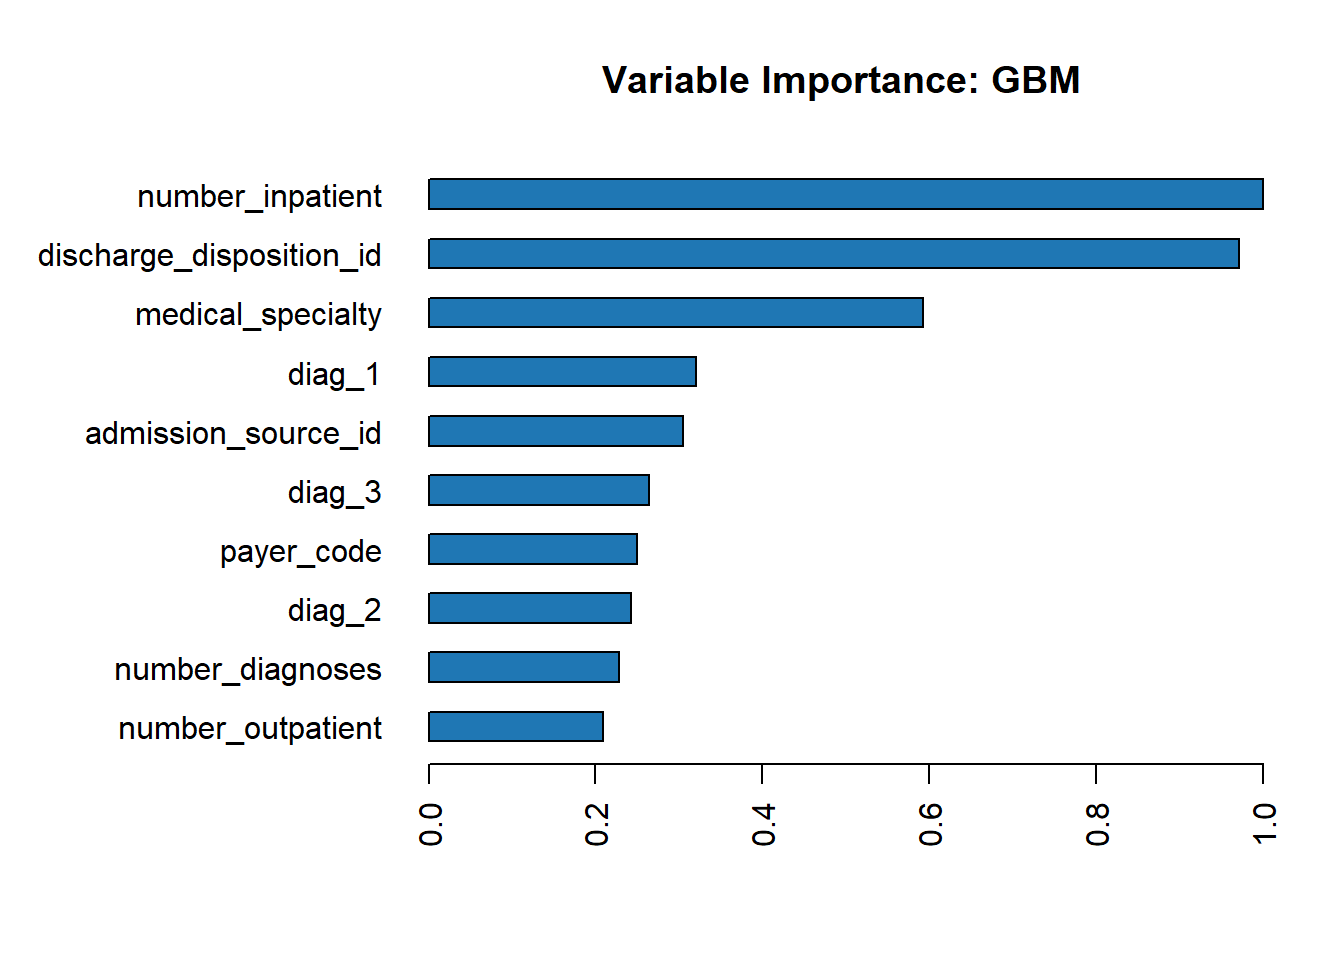 Variable Importance: GBM
number_inpatient
discharge_disposition_id
medical_specialty
diag_1
admission_source_id
diag_3
payer_code
diag_2
number_diagnoses
number_outpatient
0.0
0.2
0.4
0.6
0.8
1.0